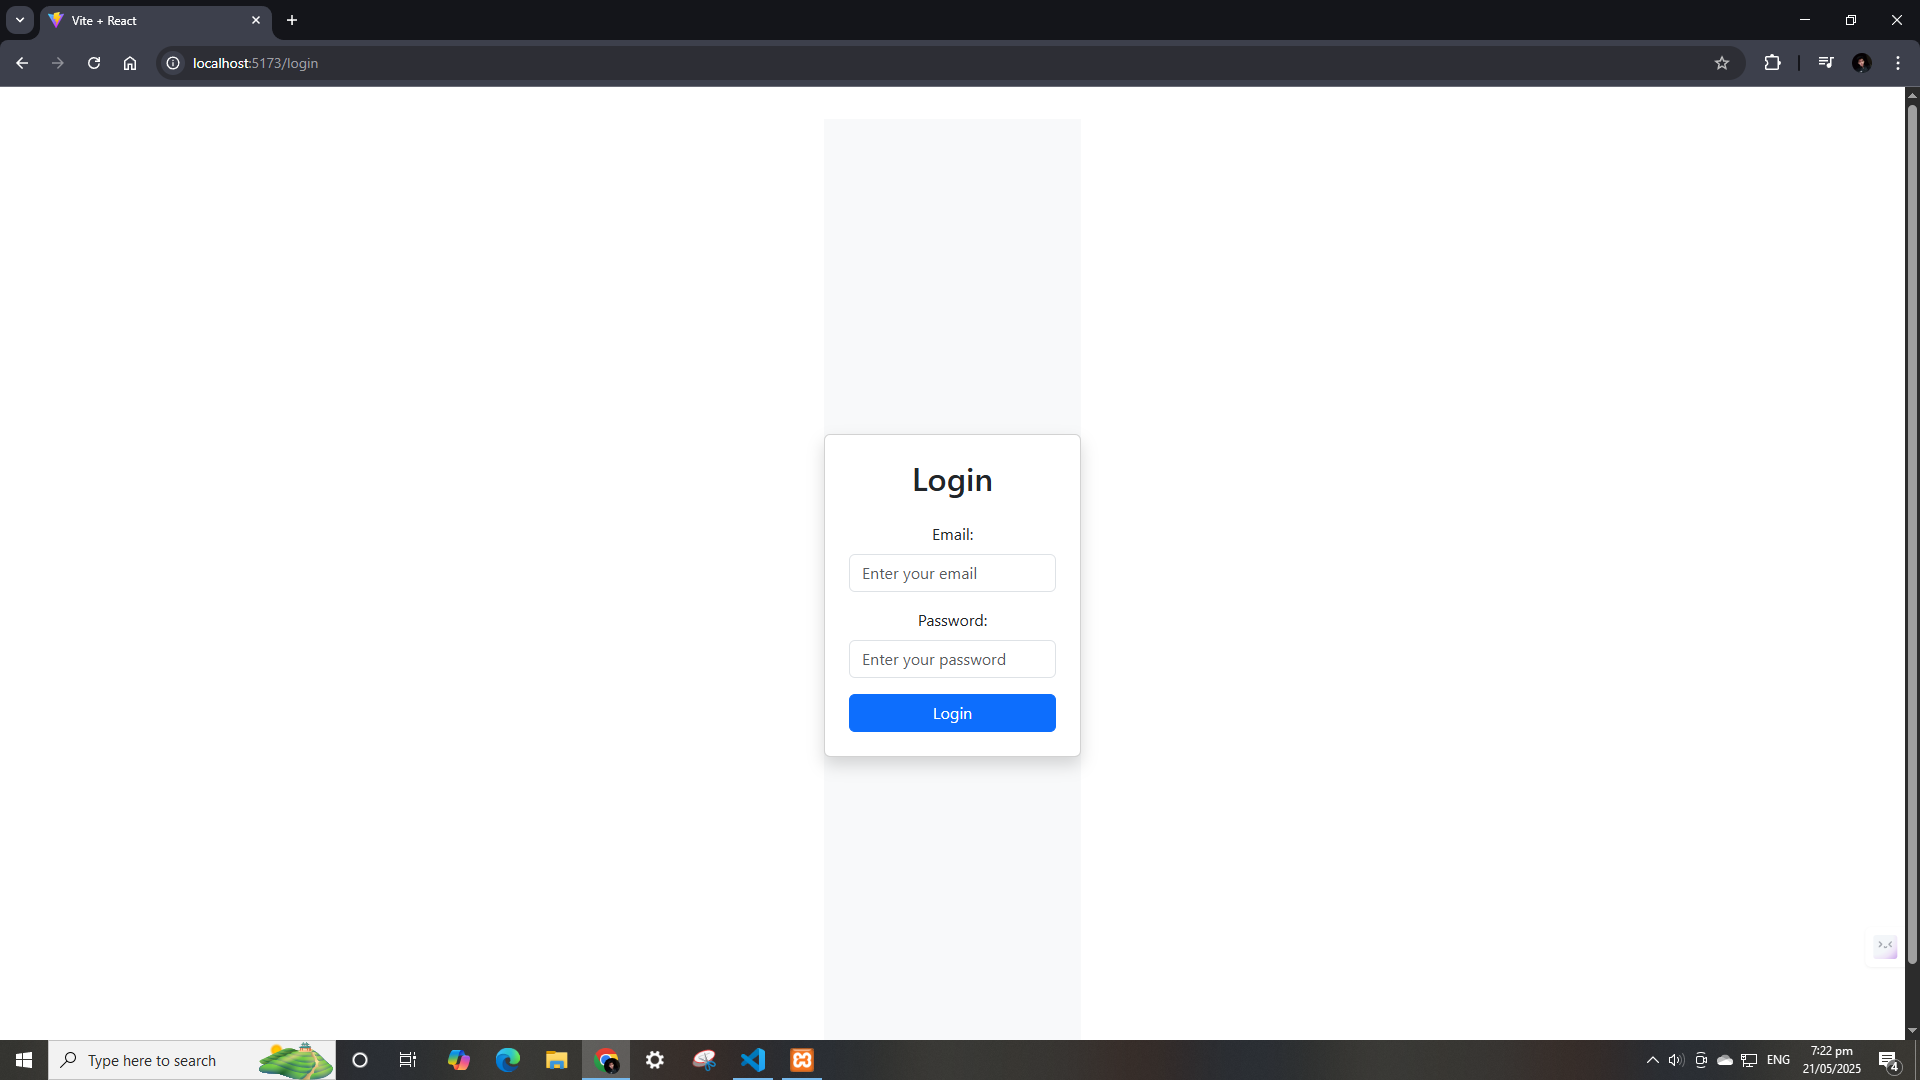 Vite + React
localhost:5173/login
Login
Email:
Enter your email
Password:
Enter your password
Login
Type here to search
ENG
7:22 pm
21/05/2025
4